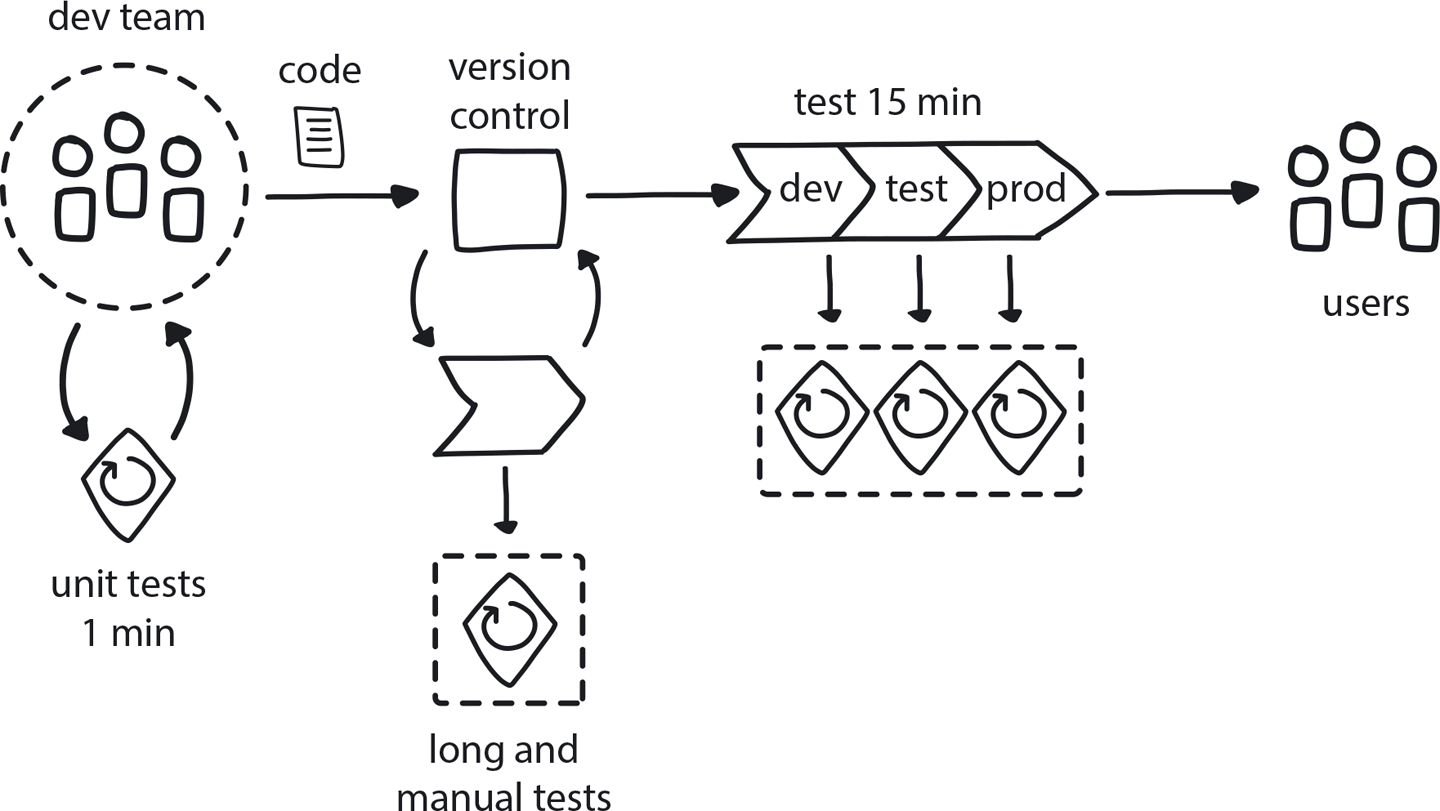 dev team
code
version
control
test 15 min
dev
test
prod
users
unit tests
1 min
long and
manual tests